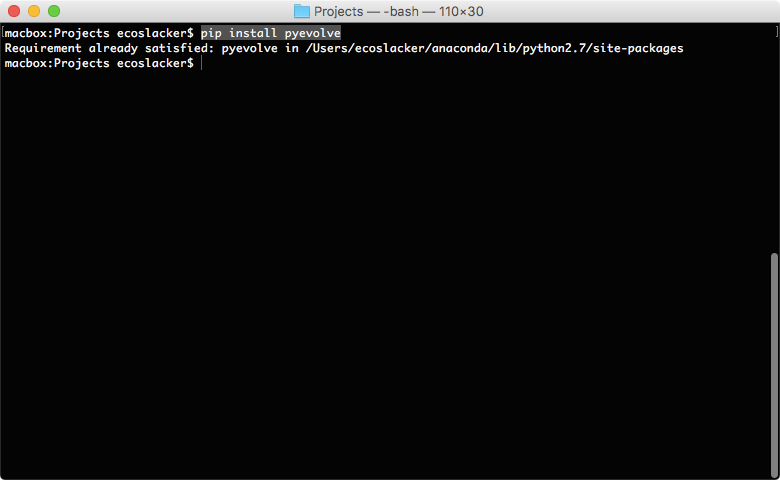 Projects — -bash — 110×30
[macbox:Projects ecoslacker$ pip install pyevolve ]
Requirement already satisfied: pyevolve in /Users/ecoslacker/anaconda/lib/python2.7/site-packages
macbox:Projects ecoslacker$